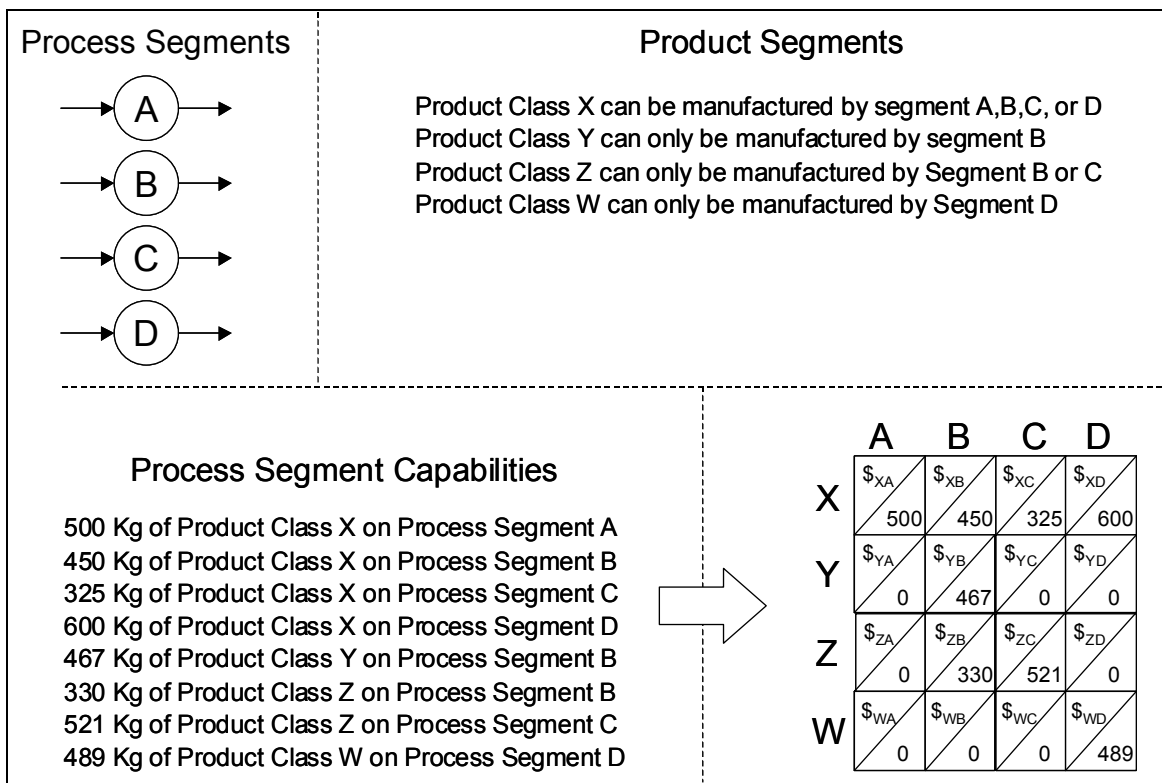 Process Segments
A
B
C
D
Product Segments
Product Class X can be manufactured by segment A,B,C, or D
Product Class Y can only be manufactured by segment B
Product Class Z can only be manufactured by Segment B or C
Product Class W can only be manufactured by Segment D
Process Segment Capabilities
500 Kg of Product Class X on Process Segment A
450 Kg of Product Class X on Process Segment B
325 Kg of Product Class X on Process Segment C
600 Kg of Product Class X on Process Segment D
467 Kg of Product Class Y on Process Segment B
330 Kg of Product Class Z on Process Segment B
521 Kg of Product Class Z on Process Segment C
489 Kg of Product Class W on Process Segment D
A B C D
X
$XA $XB $XC $XD
500 450 325 600
Y
$YA $YB $YC $YD
0 467 0 0
Z
$ZA $ZB $ZC $ZD
0 330 521 0
W
$WA $WB $WC $WD
0 0 0 489